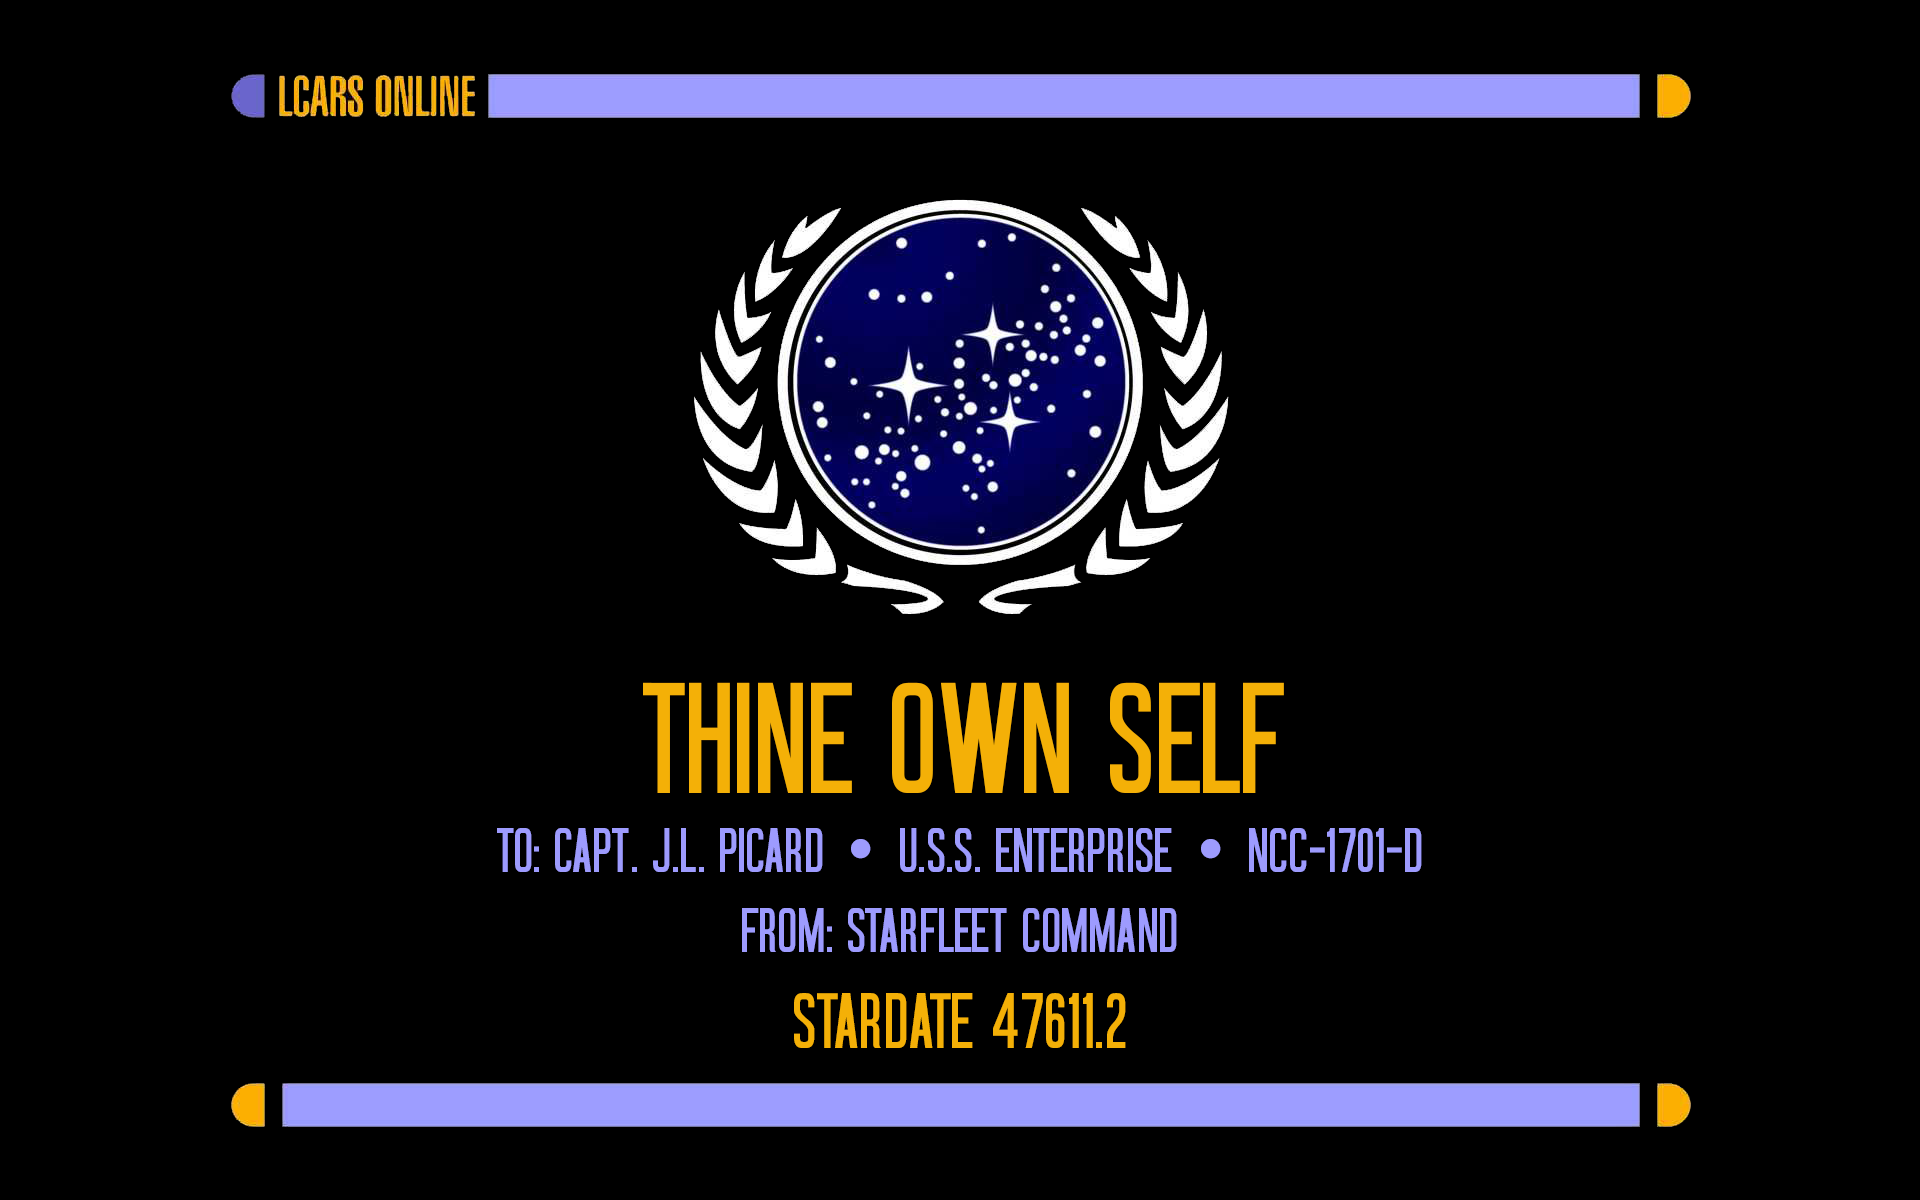 LCARS ONLINE
THINE OWN SELF
TO: CAPT. J.L. PICARD • U.S.S. ENTERPRISE • NCC-1701-D
FROM: STARFLEET COMMAND
STARDATE 47611.2